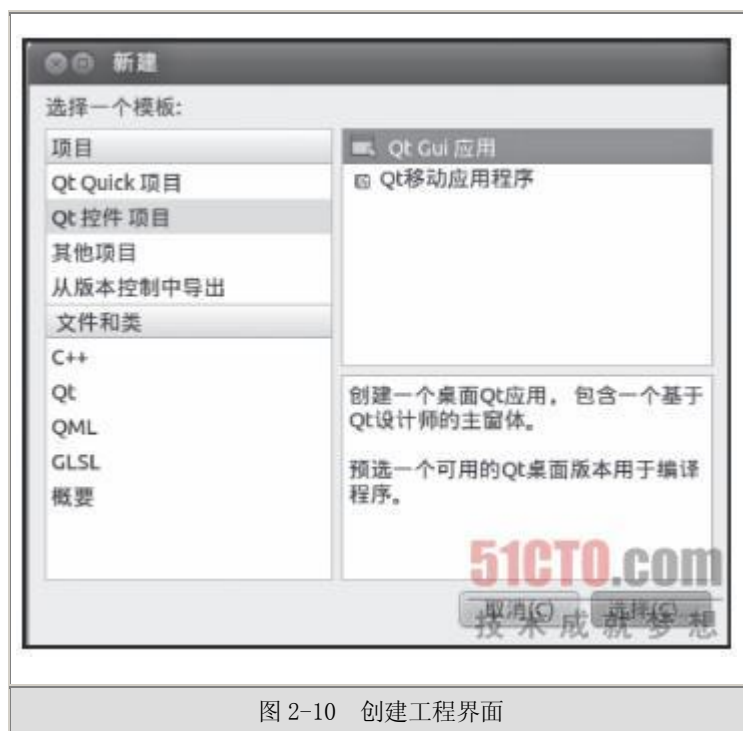 新建
选择一个模板:
项目
Qt Quick 项目
Qt 控件 项目
其他项目
从版本控制中导出
文件和类
C++
Qt
QML
GLSL
概要
Qt Gui 应用
Qt移动应用程序
创建一个桌面Qt应用，包含一个基于
Qt设计师的主窗体。
预选一个可用的Qt桌面版本用于编译
程序。
51CTO.com
取消(C)
选择(C)...
技术成就梦想
图 2-10 创建工程界面